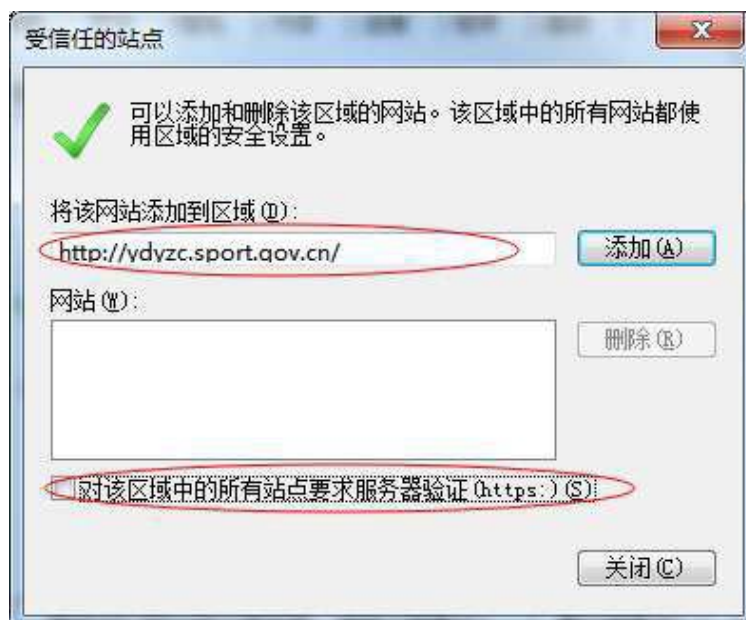 受信任的站点
可以添加和删除该区域的网站。该区域中的所有网站都使
用区域的安全设置。
将该网站添加到区域(D):
http://ydyzc.sport.gov.cn/
添加(A)
网站(W):
删除(R)
对该区域中的所有站点要求服务器验证(https:)(S)
关闭(C)